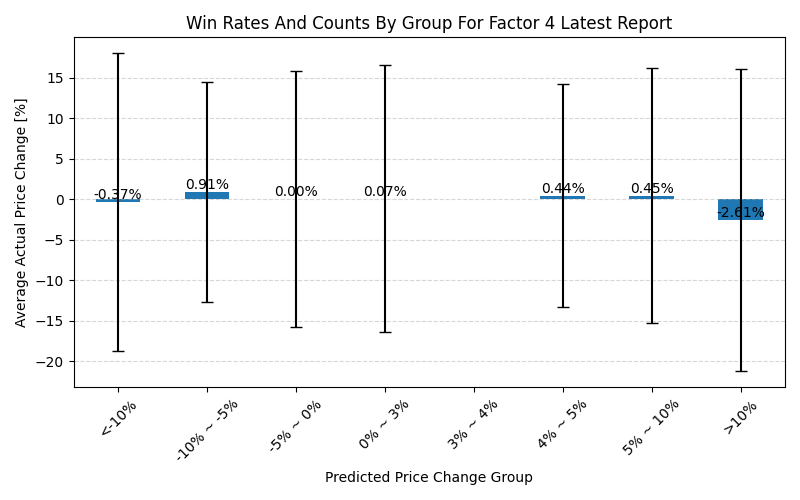 Win Rates And Counts By Group For Factor 4 Latest Report
Average Actual Price Change [%]
15
10
5
0
−5
−10
−15
−20
-0.37%
0.91%
0.00%
0.07%
0.44%
0.45%
-2.61%
<-10%
-10% ~ -5%
-5% ~ 0%
0% ~ 3%
3% ~ 4%
4% ~ 5%
5% ~ 10%
>10%
Predicted Price Change Group